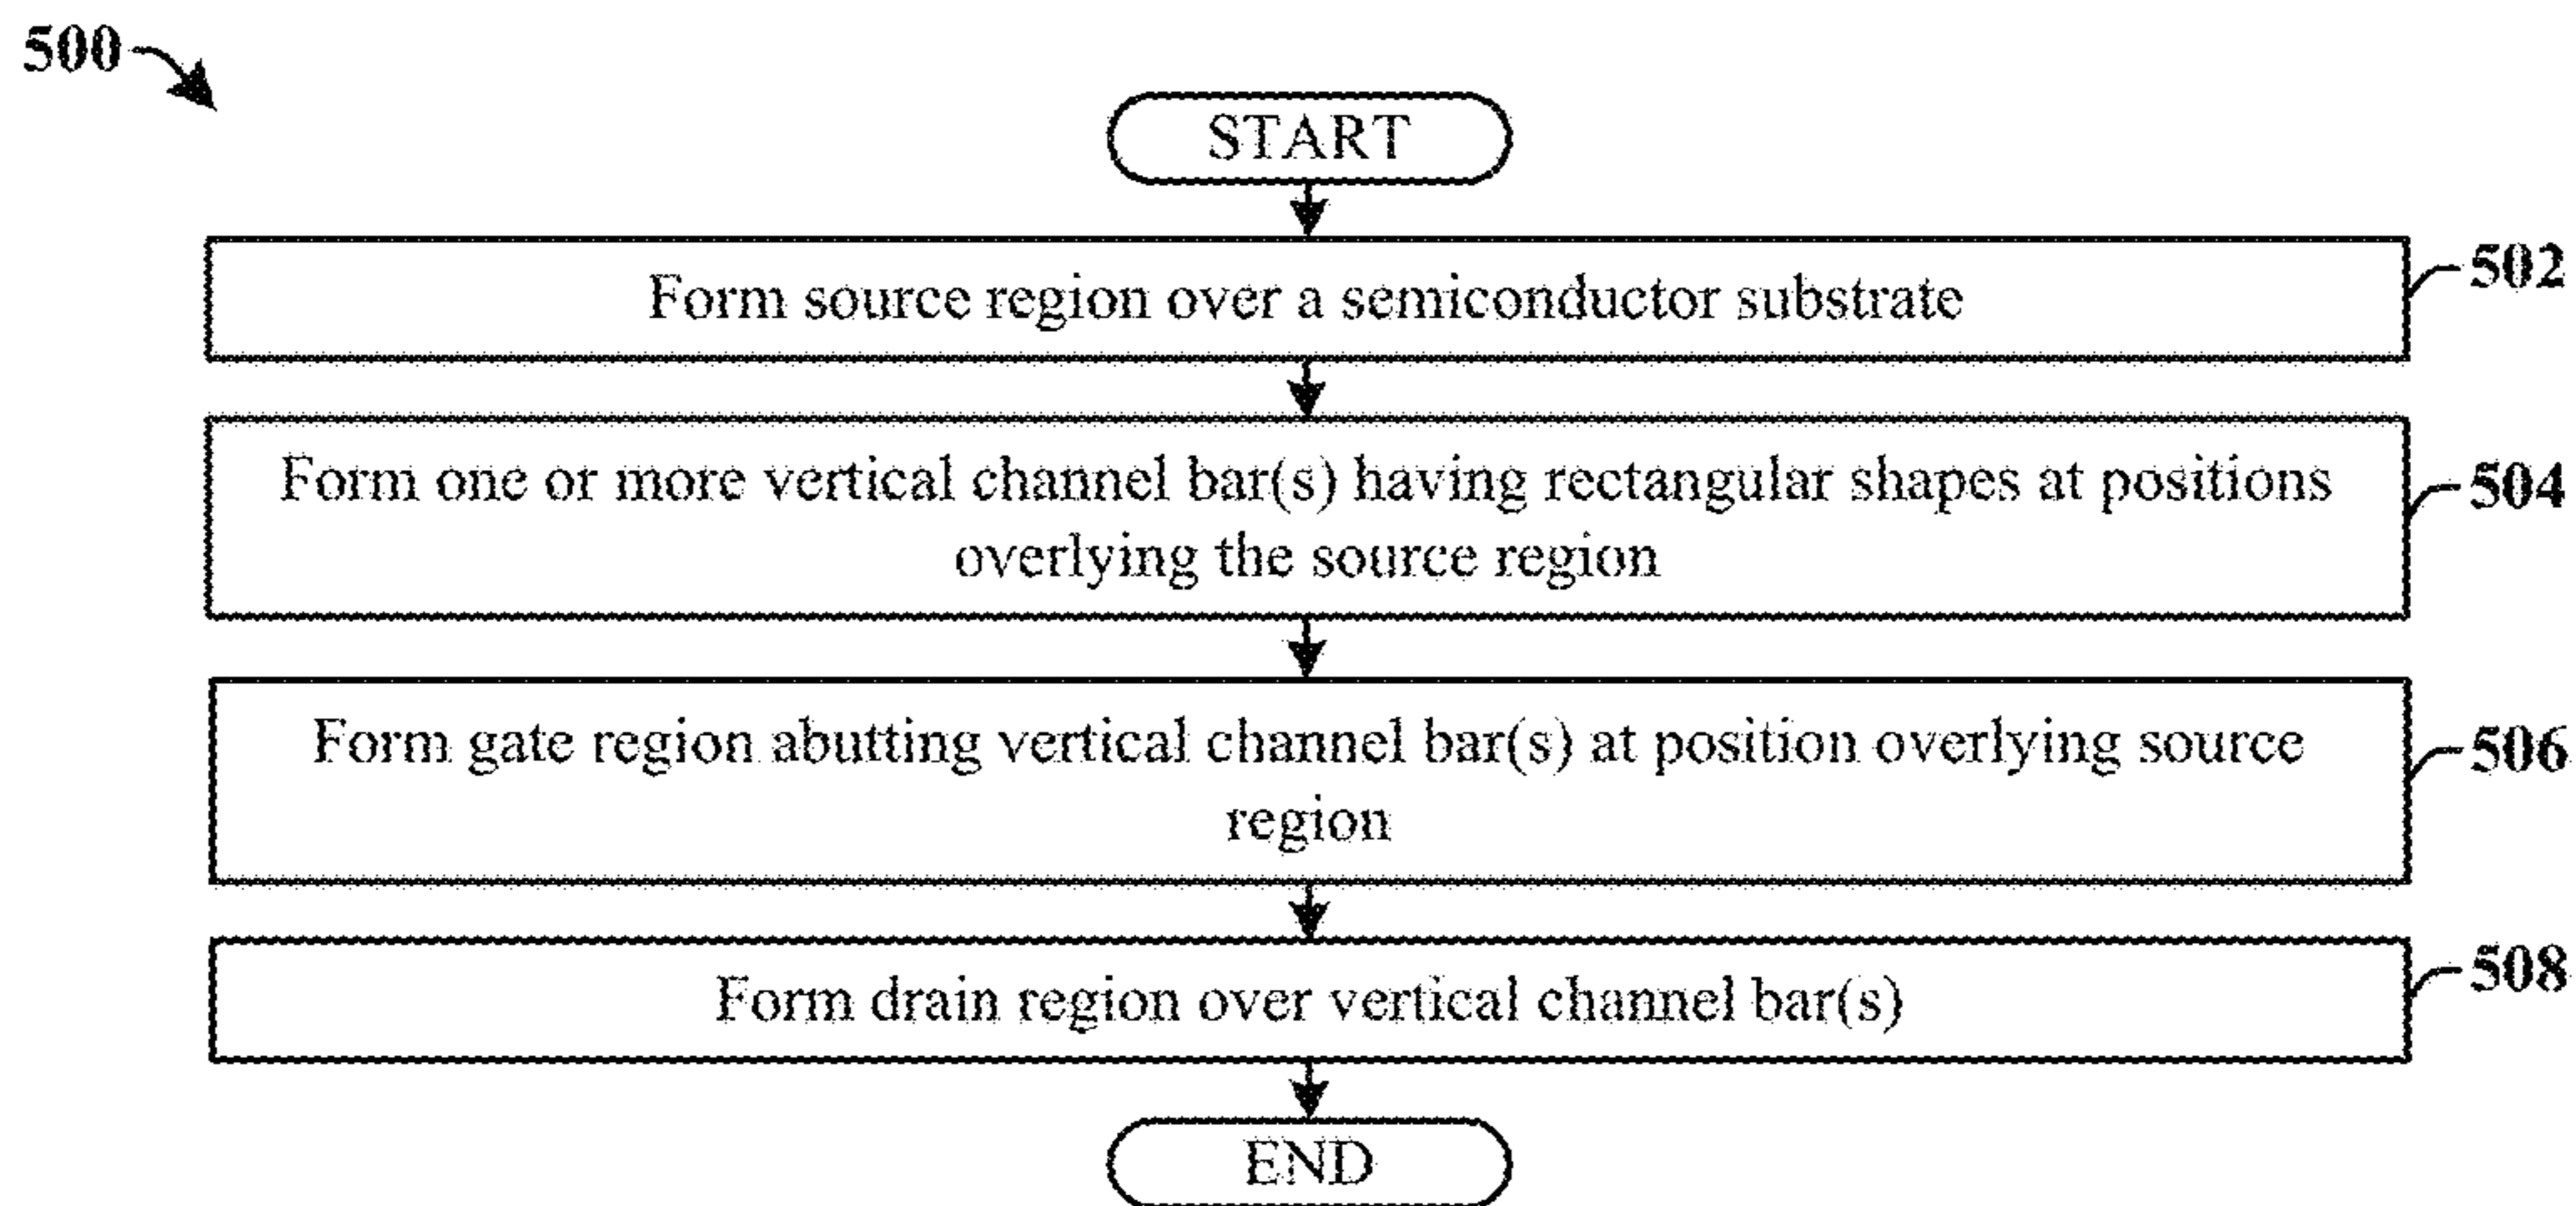 500
START
Form source region over a semiconductor substrate
502
Form one or more vertical channel bar(s) having rectangular shapes at positions
overlying the source region
504
Form gate region abutting vertical channel bar(s) at position overlying source
region
506
Form drain region over vertical channel bar(s)
508
END